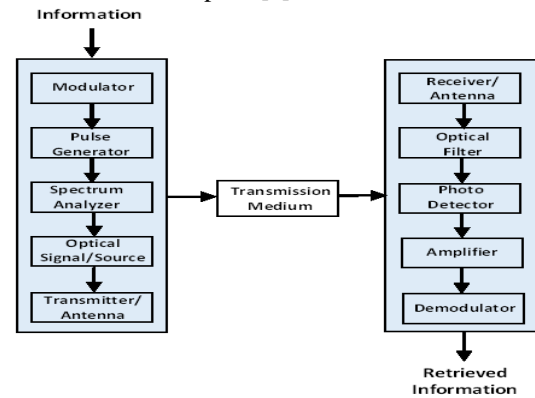 Information
Modulator
Pulse
Generator
Spectrum
Analyzer
Optical
Signal/Source
Transmitter/
Antenna
Transmission
Medium
Receiver/
Antenna
Optical
Filter
Photo
Detector
Amplifier
Demodulator
Retrieved
Information